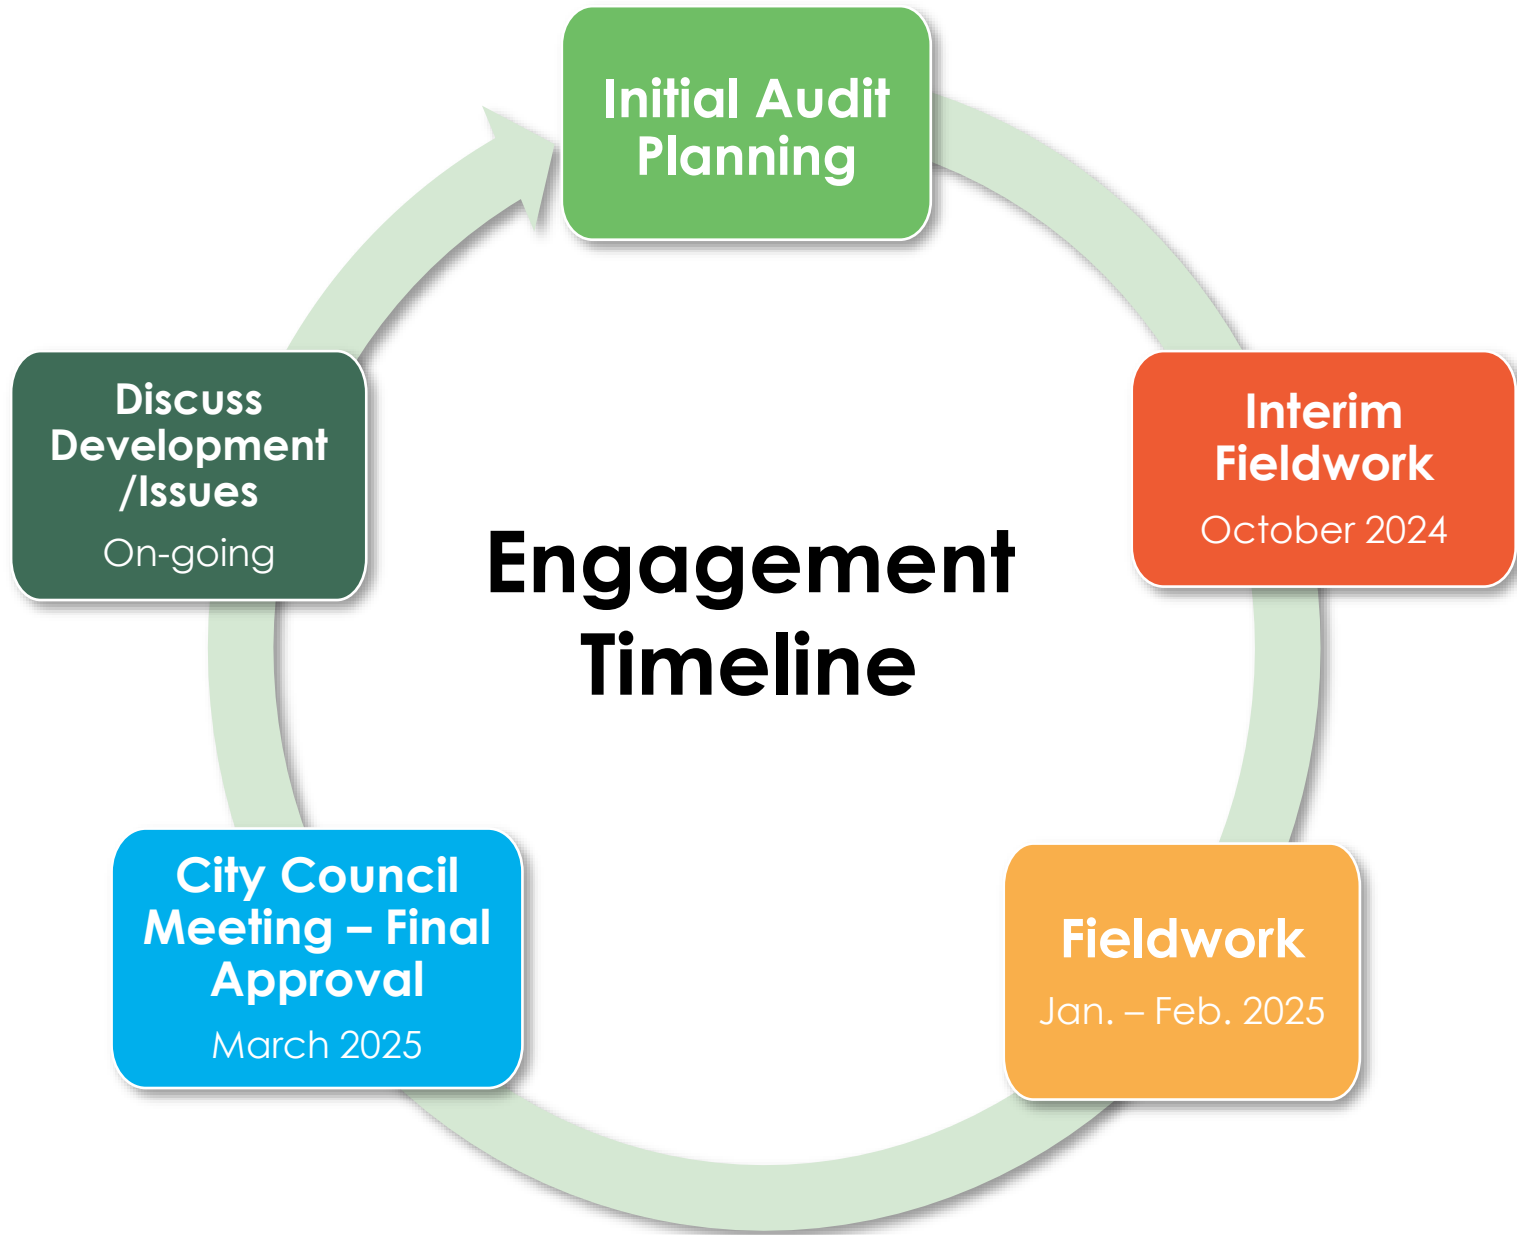 Initial Audit
Planning
Interim
Fieldwork
October 2024
Fieldwork
Jan. – Feb. 2025
City Council
Meeting – Final
Approval
March 2025
Discuss
Development
/Issues
On-going
Engagement
Timeline